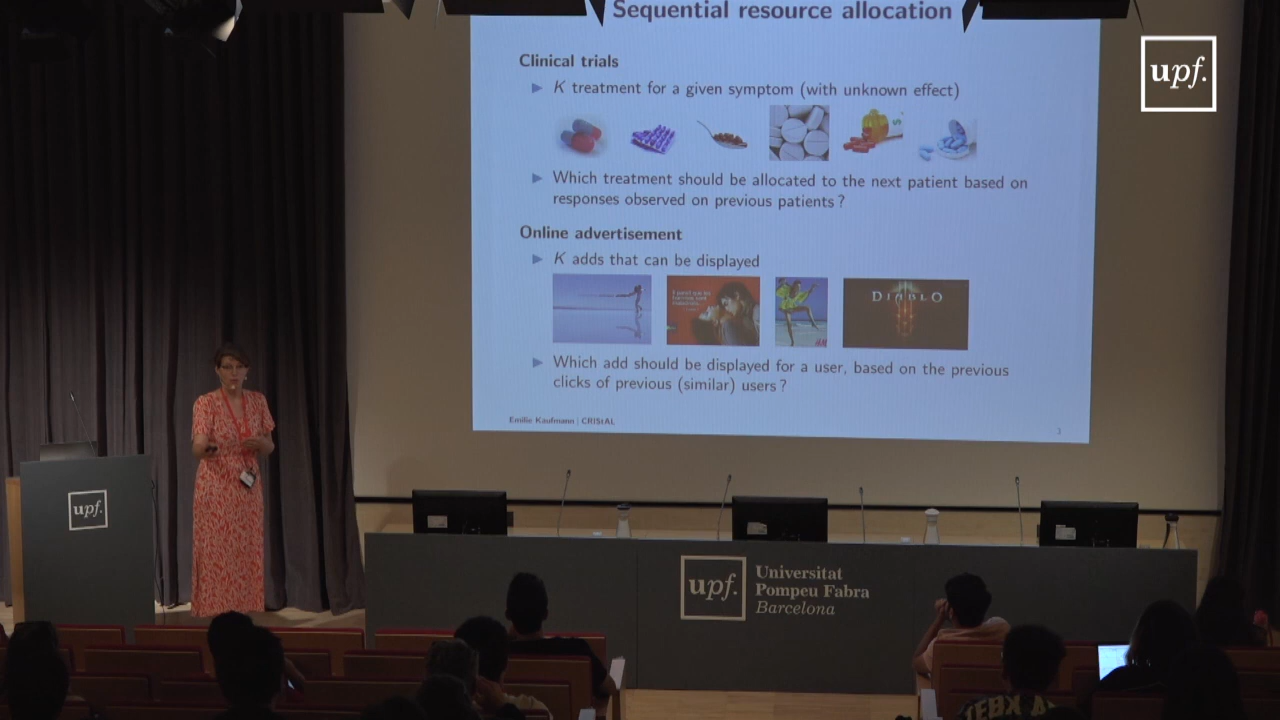 Sequential resource allocation
upf.
Clinical trials
K treatment for a given symptom (with unknown effect)
Which treatment should be allocated to the next patient based on
responses observed on previous patients ?
Online advertisement
K adds that can be displayed
DIABLO
Which add should be displayed for a user, based on the previous
clicks of previous (similar) users ?
Emilie Kaufmann | CRIStAL
3
upf.
upf.
Universitat
Pompeu Fabra
Barcelona